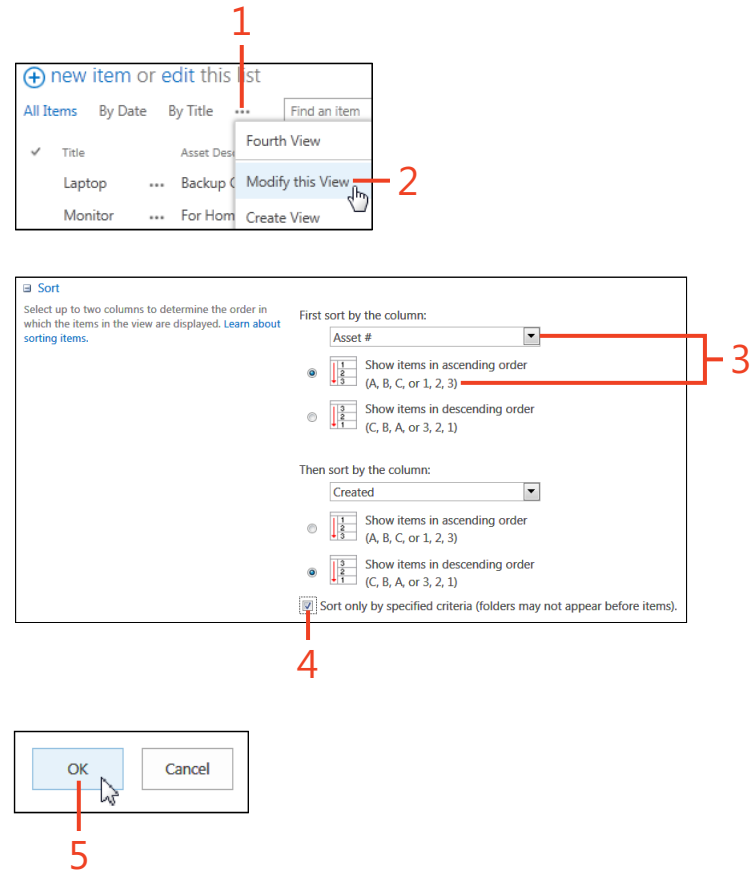 1
new item or edit this list
All Items By Date By Title ... Find an item
Fourth View
Title Asset Des
Laptop ... Backup Modify this View 2
Monitor ... For Hom Create View
Sort
Select up to two columns to determine the order in
which the items in the view are displayed. Learn about
sorting items.
First sort by the column:
Asset #
Show items in ascending order
(A, B, C, or 1, 2, 3)
3
Show items in descending order
(C, B, A, or 3, 2, 1)
Then sort by the column:
Created
Show items in ascending order
(A, B, C, or 1, 2, 3)
Show items in descending order
(C, B, A, or 3, 2, 1)
Sort only by specified criteria (folders may not appear before items).
4
OK Cancel
5